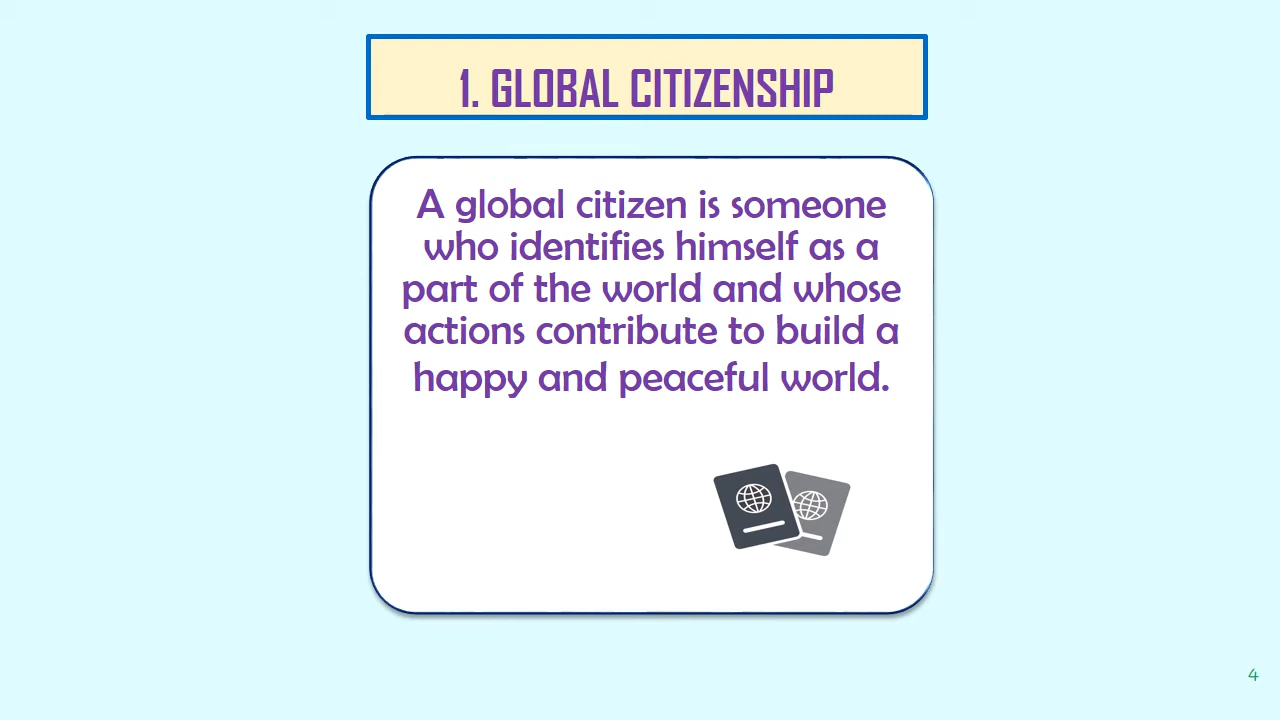 1. GLOBAL CITIZENSHIP
A global citizen is someone
who identifies himself as a
part of the world and whose
actions contribute to build a
happy and peaceful world.
4